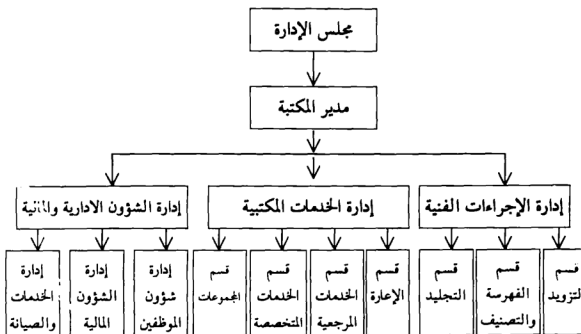 مجلس الإدارة
مدير المكتبة
إدارة الإجراءات الفنية
إدارة الخدمات المكتبية
إدارة الشؤون الادارية والمالية
قسم
التزويد
قسم
الفهرسة
والتصنيف
قسم
التجليد
قسم
الإعارة
قسم
الخدمات
المرجعية
قسم
الخدمات
المتخصصة
قسم
المجموعات
إدارة
شؤون
الموظفين
إدارة
الشؤون
المالية
إدارة
الخدمات
والصيانة